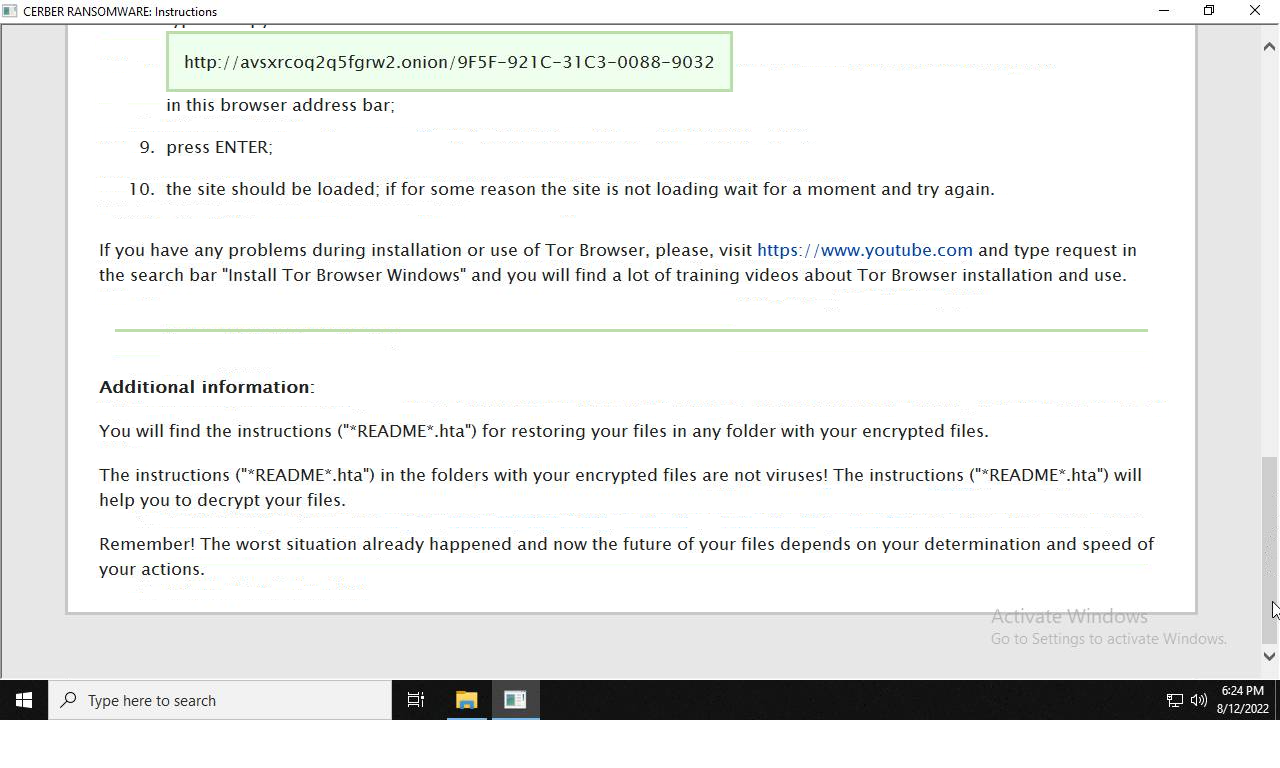 CERBER RANSOMWARE: Instructions
http://avsxrcoq2q5fgrw2.onion/9F5F-921C-31C3-0088-9032
in this browser address bar;
9. press ENTER;
10. the site should be loaded; if for some reason the site is not loading wait for a moment and try again.
If you have any problems during installation or use of Tor Browser, please, visit https://www.youtube.com and type request in
the search bar "Install Tor Browser Windows" and you will find a lot of training videos about Tor Browser installation and use.
Additional information:
You will find the instructions ("*README*.hta") for restoring your files in any folder with your encrypted files.
The instructions ("*README*.hta") in the folders with your encrypted files are not viruses! The instructions ("*README*.hta") will
help you to decrypt your files.
Remember! The worst situation already happened and now the future of your files depends on your determination and speed of
your actions.
Activate Windows
Go to Settings to activate Windows.
Type here to search
6:24 PM
8/12/2022